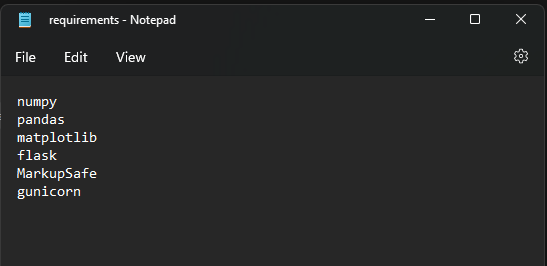 requirements - Notepad
File Edit View
numpy
pandas
matplotlib
flask
MarkupSafe
gunicorn